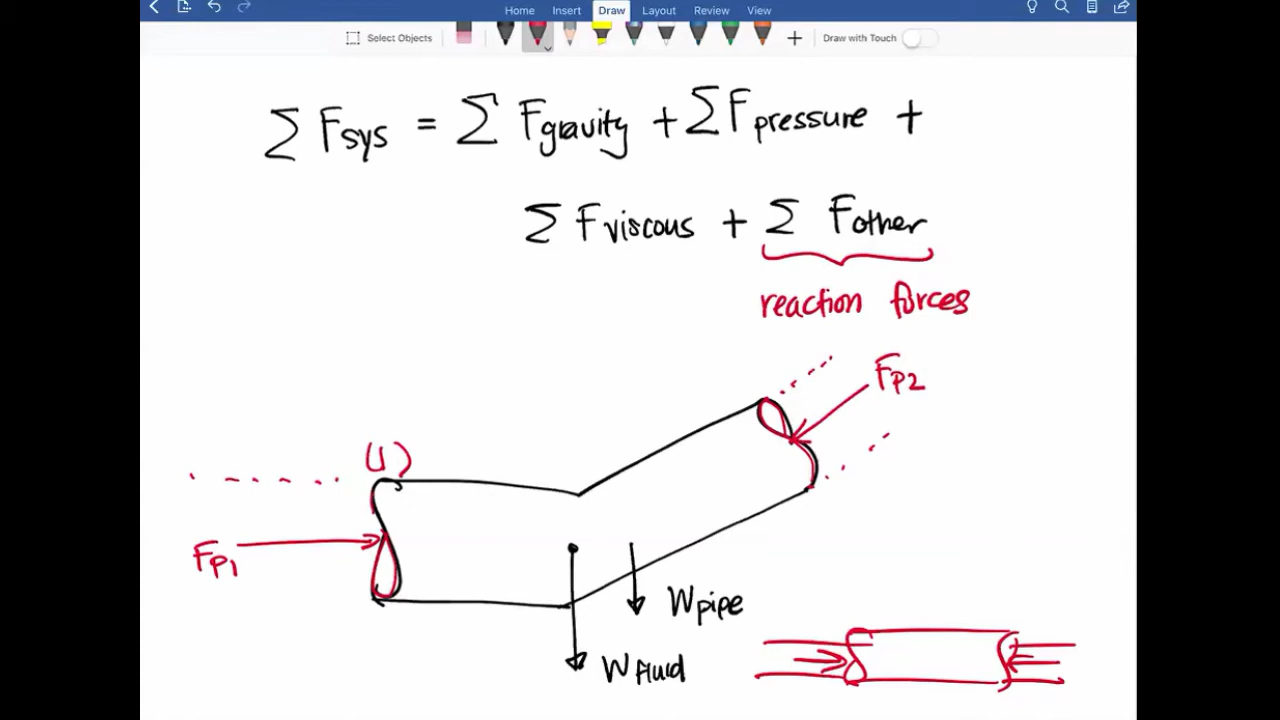 Home Insert Draw Layout Review View
Select Objects
Draw with Touch
Σ Fsys = Σ Fgravity + Σ Fpressure +
Σ Fviscous + Σ Fother
reaction forces
Fp2
(1)
Fp1
Wpipe
Wfluid